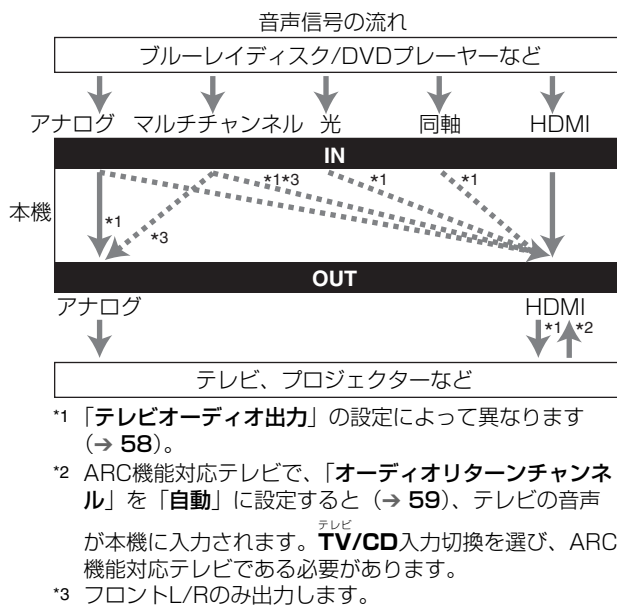 音声信号の流れ
ブルーレイディスク/DVDプレーヤーなど
アナログ マルチチャンネル 光 同軸 HDMI
IN
*1*3 *1 *1
本機
*1
*3
OUT
アナログ HDMI
*1 *2
テレビ、プロジェクターなど
*1 「テレビオーディオ出力」の設定によって異なります
(→ 58)。
*2 ARC機能対応テレビで、「オーディオリターンチャンネ
ル」を「自動」に設定すると(→ 59)、テレビの音声
テレビ
が本機に入力されます。TV/CD入力切換を選び、ARC
機能対応テレビである必要があります。
*3 フロントL/Rのみ出力します。